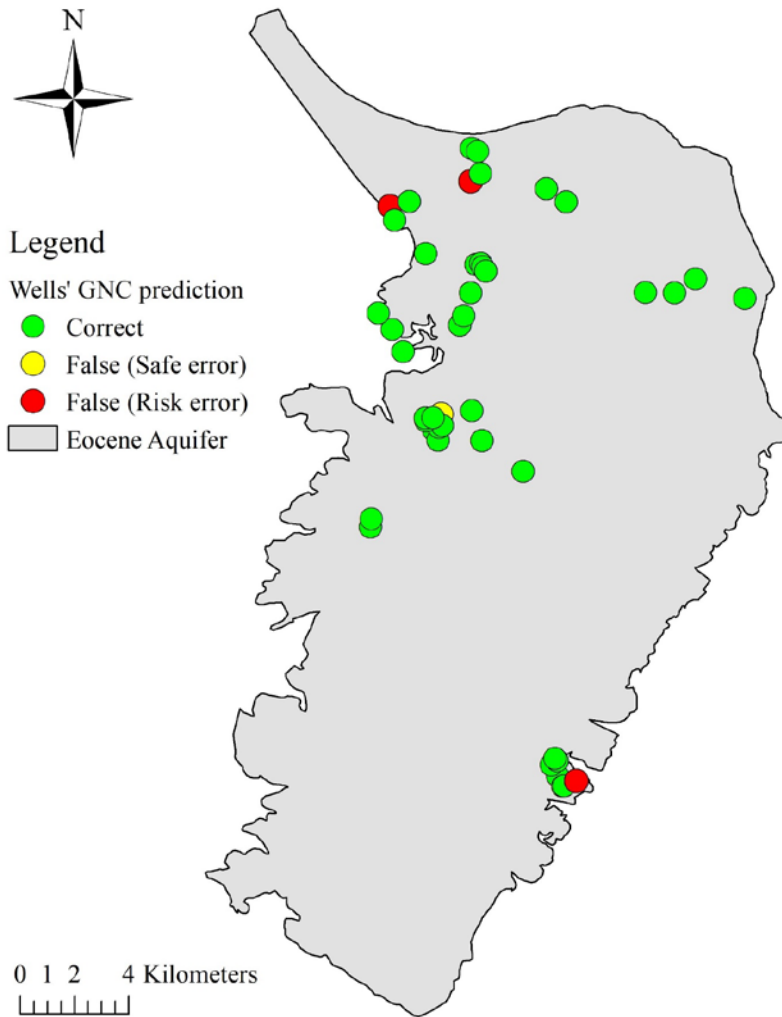 N
Legend
Wells' GNC prediction
Correct
False (Safe error)
False (Risk error)
Eocene Aquifer
0 1 2 4 Kilometers